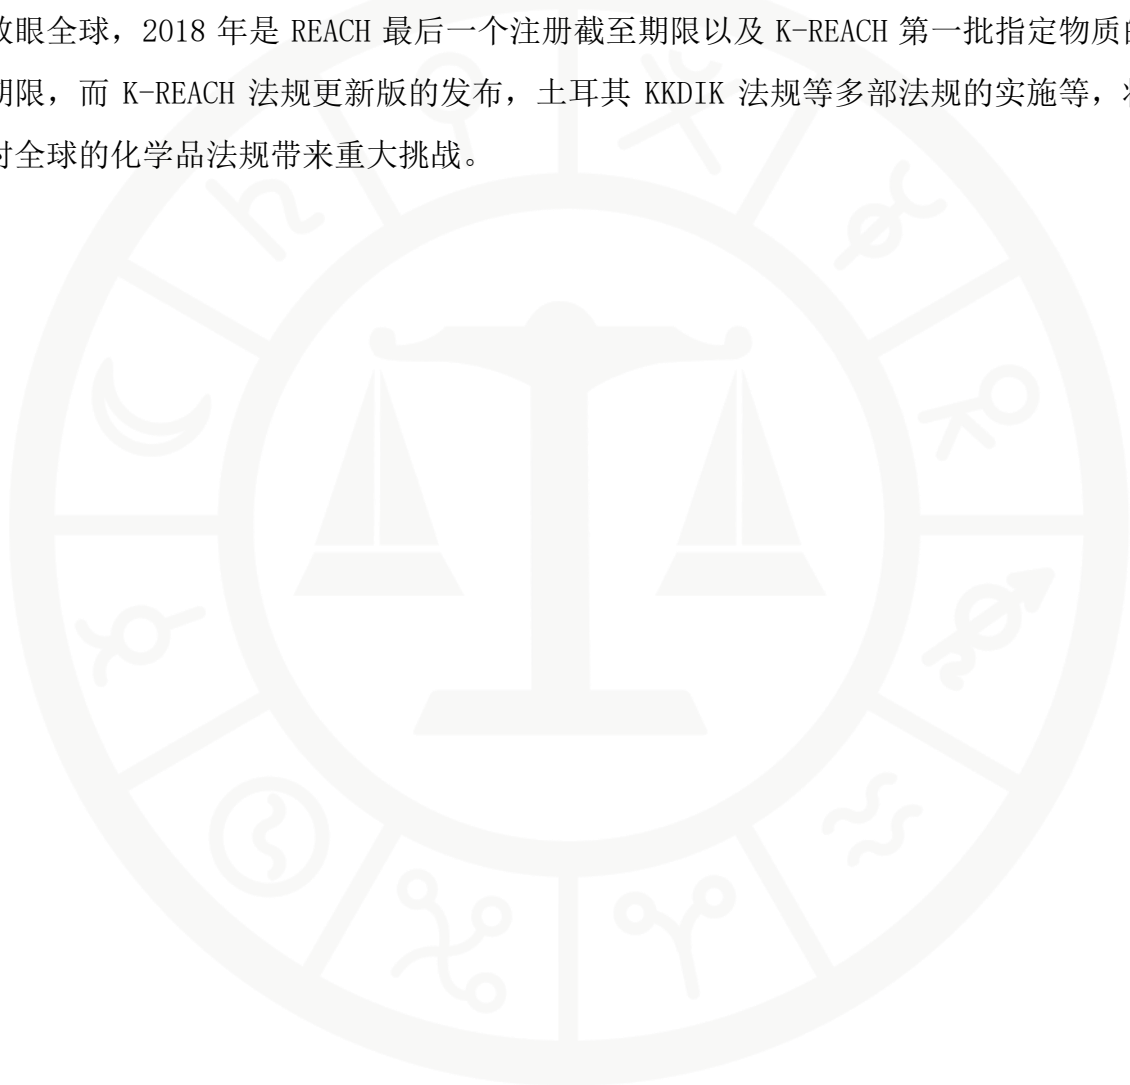 眼全球，2018 年是 REACH 最后一个注册截至期限以及 K-REACH 第一批指定物质
期限，而 K-REACH 法规更新版的发布，土耳其 KKDIK 法规等多部法规的实施等，
对全球的化学品法规带来重大挑战。